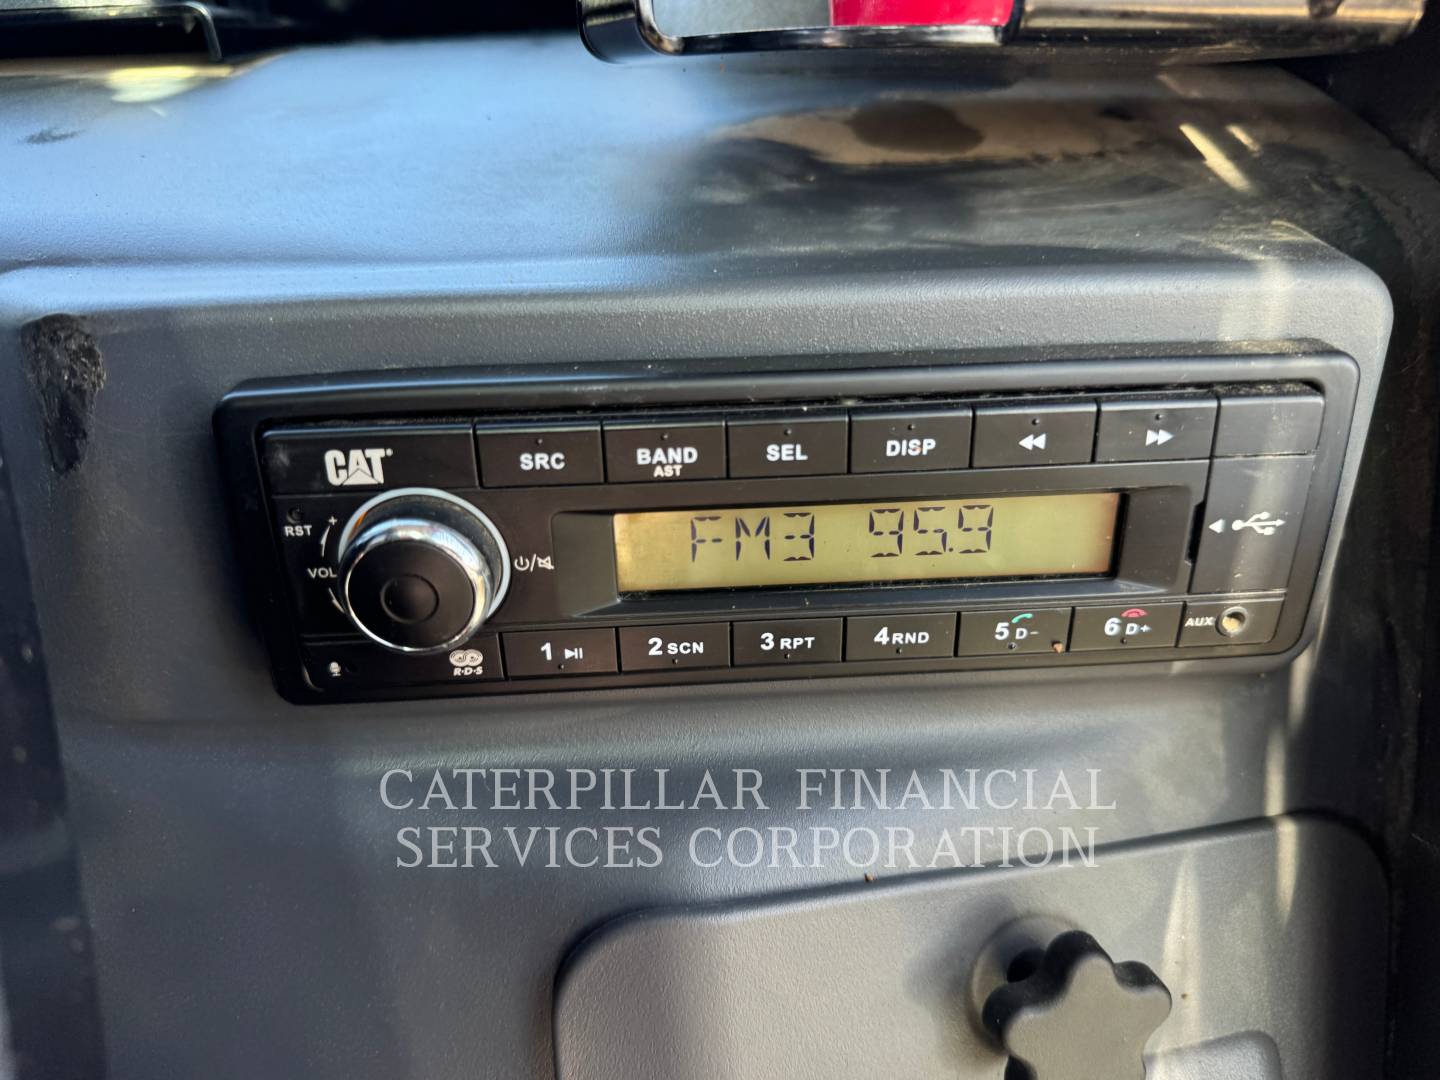 CAT
SRC
BAND
AST
SEL
DISP
RST
VOL
+
FM3 95.9
1
2 SCN
3 RPT
4 RND
5 D-
6 D+
AUX
R·D·S
CATERPILLAR FINANCIAL
SERVICES CORPORATION